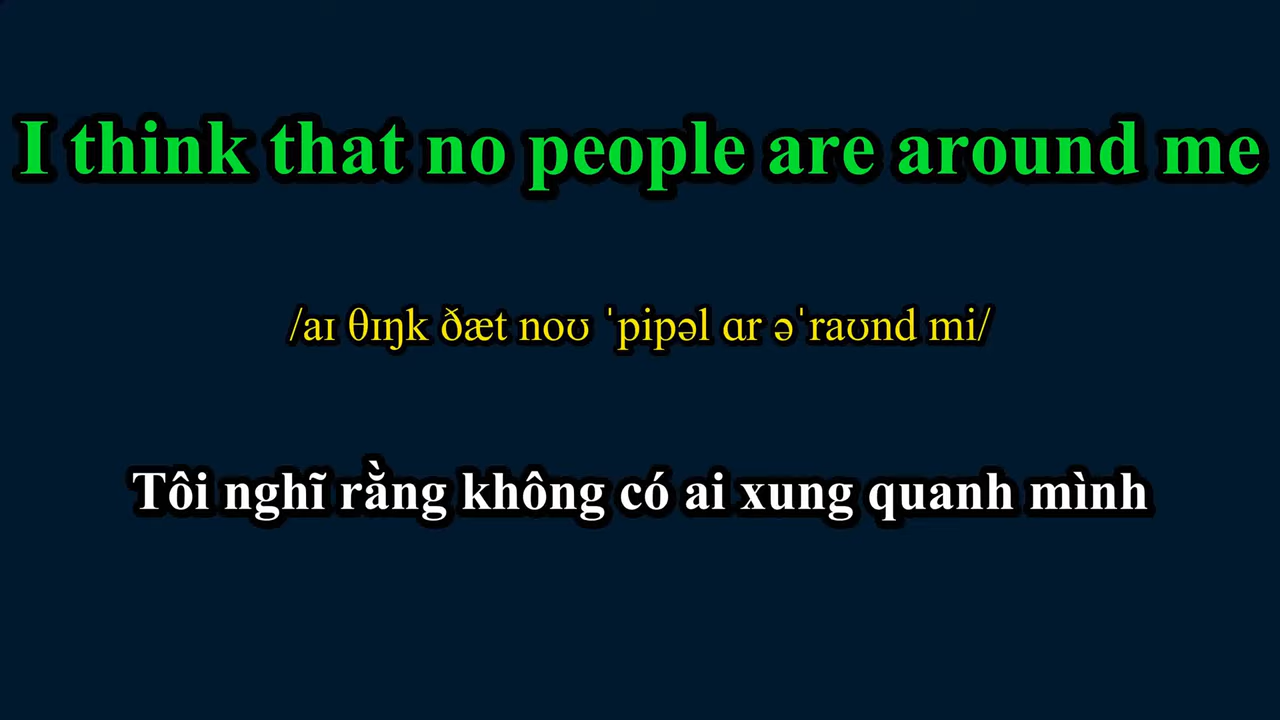 I think that no people are around me
/aɪ θɪŋk ðæt noʊ ˈpipəl ɑr əˈraʊnd mi/
Tôi nghĩ rằng không có ai xung quanh mình